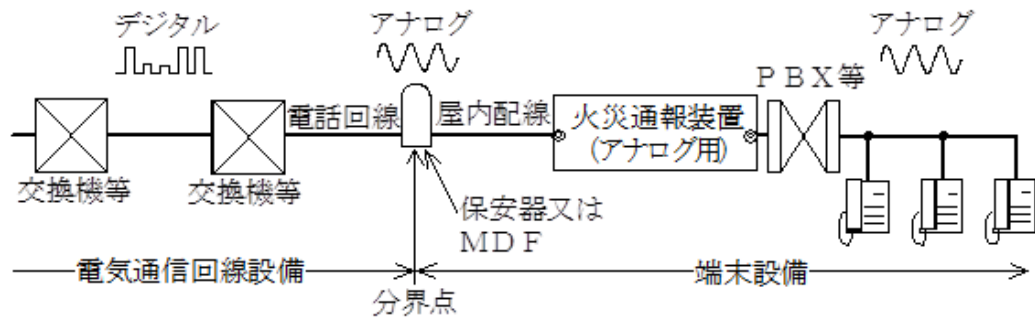 デジタル
アナログ
アナログ
PBX等
電話回線
屋内配線
火災通報装置
(アナログ用)
交換機等
交換機等
保安器又は
MDF
電気通信回線設備
端末設備
分界点